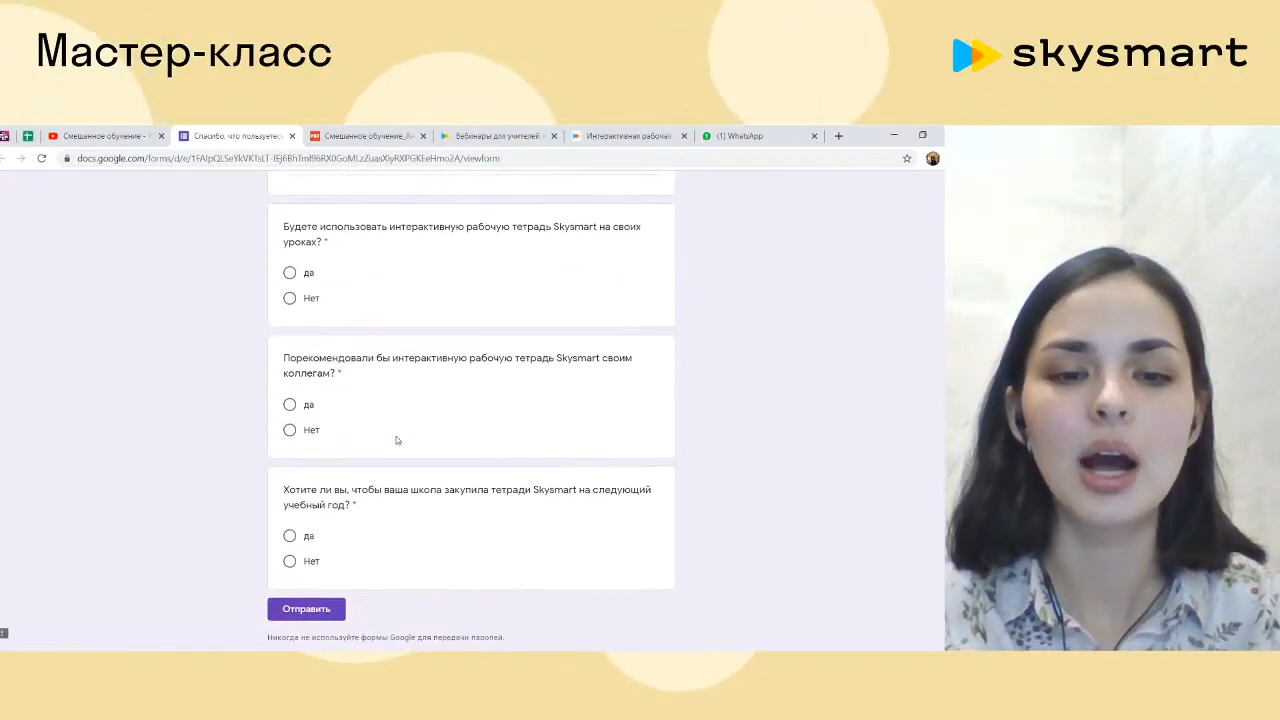 Мастер-класс
skysmart
Смешанное обучение -
Спасибо, что пользуетес
Смешанное обучение_Ан
Вебинары для учителей
Интерактивная рабочая
(1) WhatsApp
Будете использовать интерактивную рабочую тетрадь Skysmart на своих
уроках? *
да
Нет
Порекомендовали бы интерактивную рабочую тетрадь Skysmart своим
коллегам? *
да
Нет
Хотите ли вы, чтобы ваша школа закупила тетради Skysmart на следующий
учебный год? *
да
Нет
Отправить
Никогда не используйте формы Google для передачи паролей.